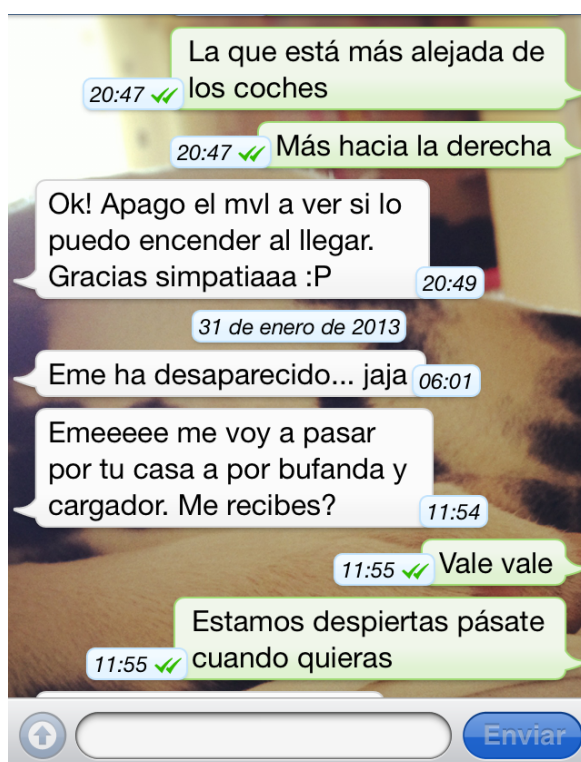 La que está más alejada de
los coches
20:47
Más hacia la derecha
20:47
Ok! Apago el mvl a ver si lo
puedo encender al llegar.
Gracias simpatiaaa :P
20:49
31 de enero de 2013
Eme ha desaparecido... jaja
06:01
Emeeeee me voy a pasar
por tu casa a por bufanda y
cargador. Me recibes?
11:54
Vale vale
11:55
Estamos despiertas pásate
cuando quieras
11:55
Enviar